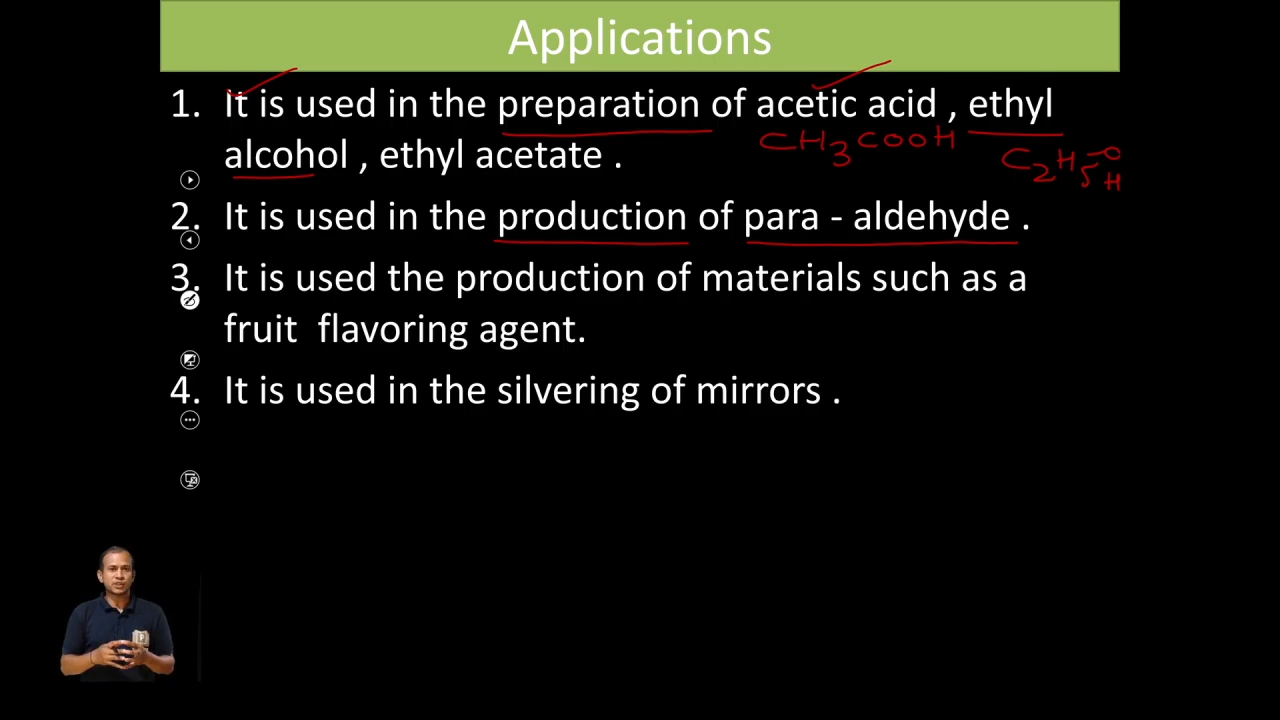 Applications
1. It is used in the preparation of acetic acid , ethyl
alcohol , ethyl acetate .
CH3COOH
C2H5-OH
2. It is used in the production of para - aldehyde .
3. It is used the production of materials such as a
fruit flavoring agent.
4. It is used in the silvering of mirrors .